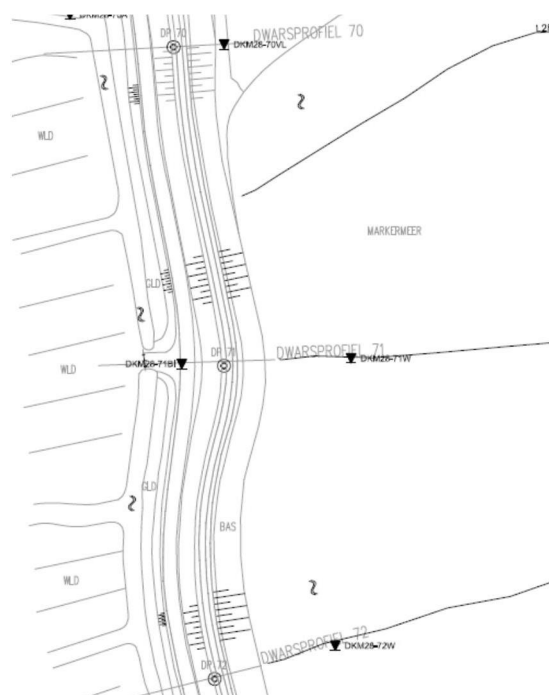 DP 70
DWARSPROFIEL 70
DKM28-70VL
WLD
MARKERMEER
GLD
DP 71
DWARSPROFIEL 71
DKM28-71BI
DKM28-71W
WLD
GLD
BAS
WLD
DWARSPROFIEL 72
DKM28-72W
DP 72